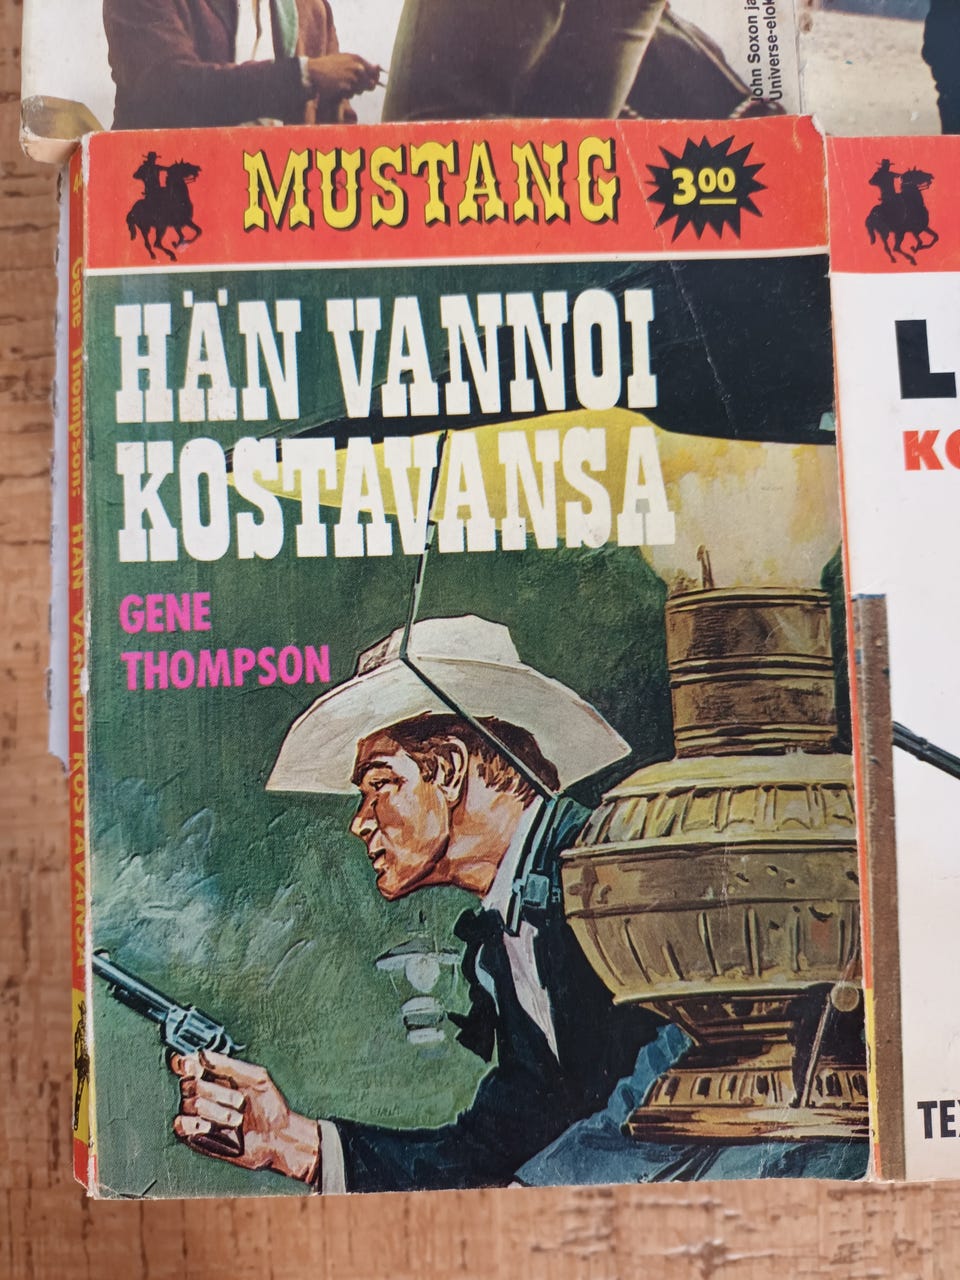 John Soxon ja
Universe-elok
MUSTANG
3.00
HÄN VANNOI
KOSTAVANSA
GENE
THOMPSON
Gene Thompson: HÄN VANNOI KOSTAVANSA
L
KO
TEX